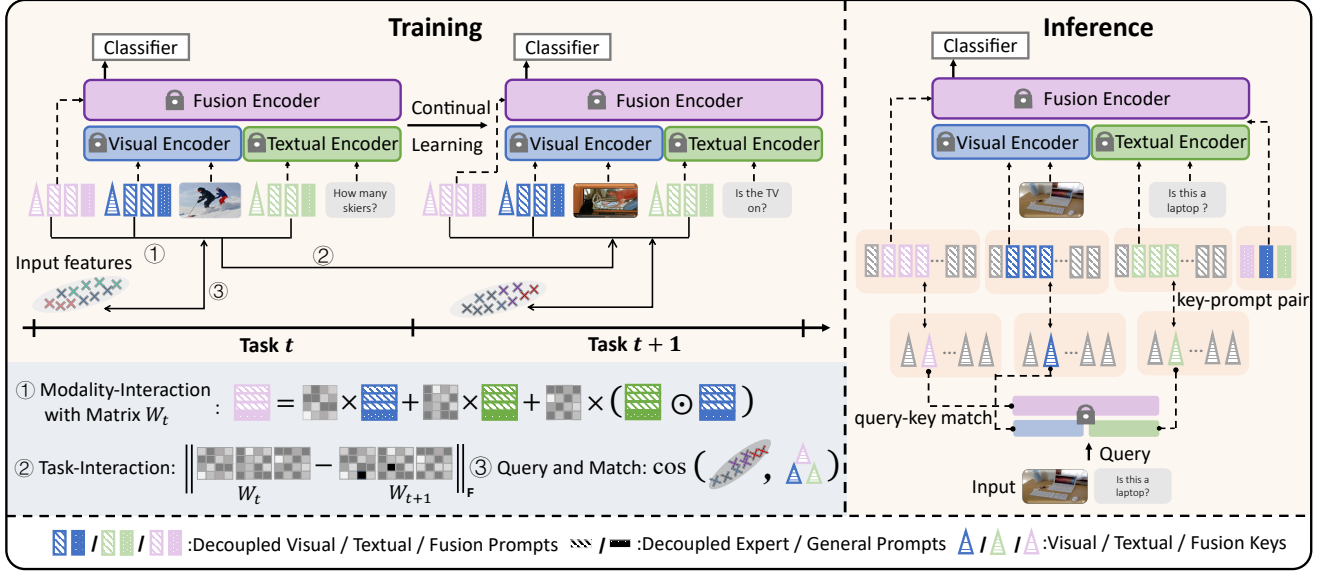 Training
Classifier
Fusion Encoder
Visual Encoder
Textual Encoder
How many
skiers?
Continual
Learning
Classifier
Fusion Encoder
Visual Encoder
Textual Encoder
Is the TV
on?
①
②
③
Input features
Task t
Task t + 1
① Modality-Interaction
with Matrix W_t : = × + × + × ( ⊙ )
② Task-Interaction: ‖ − ‖ F
W_t
W_{t+1}
③ Query and Match: cos ( , )
Inference
Classifier
Fusion Encoder
Visual Encoder
Textual Encoder
Is this a
laptop ?
... ... ...
key-prompt pair
... ... ...
query-key match
Query
Input
Is this a
laptop?
/ / :Decoupled Visual / Textual / Fusion Prompts / :Decoupled Expert / General Prompts / / :Visual / Textual / Fusion Keys